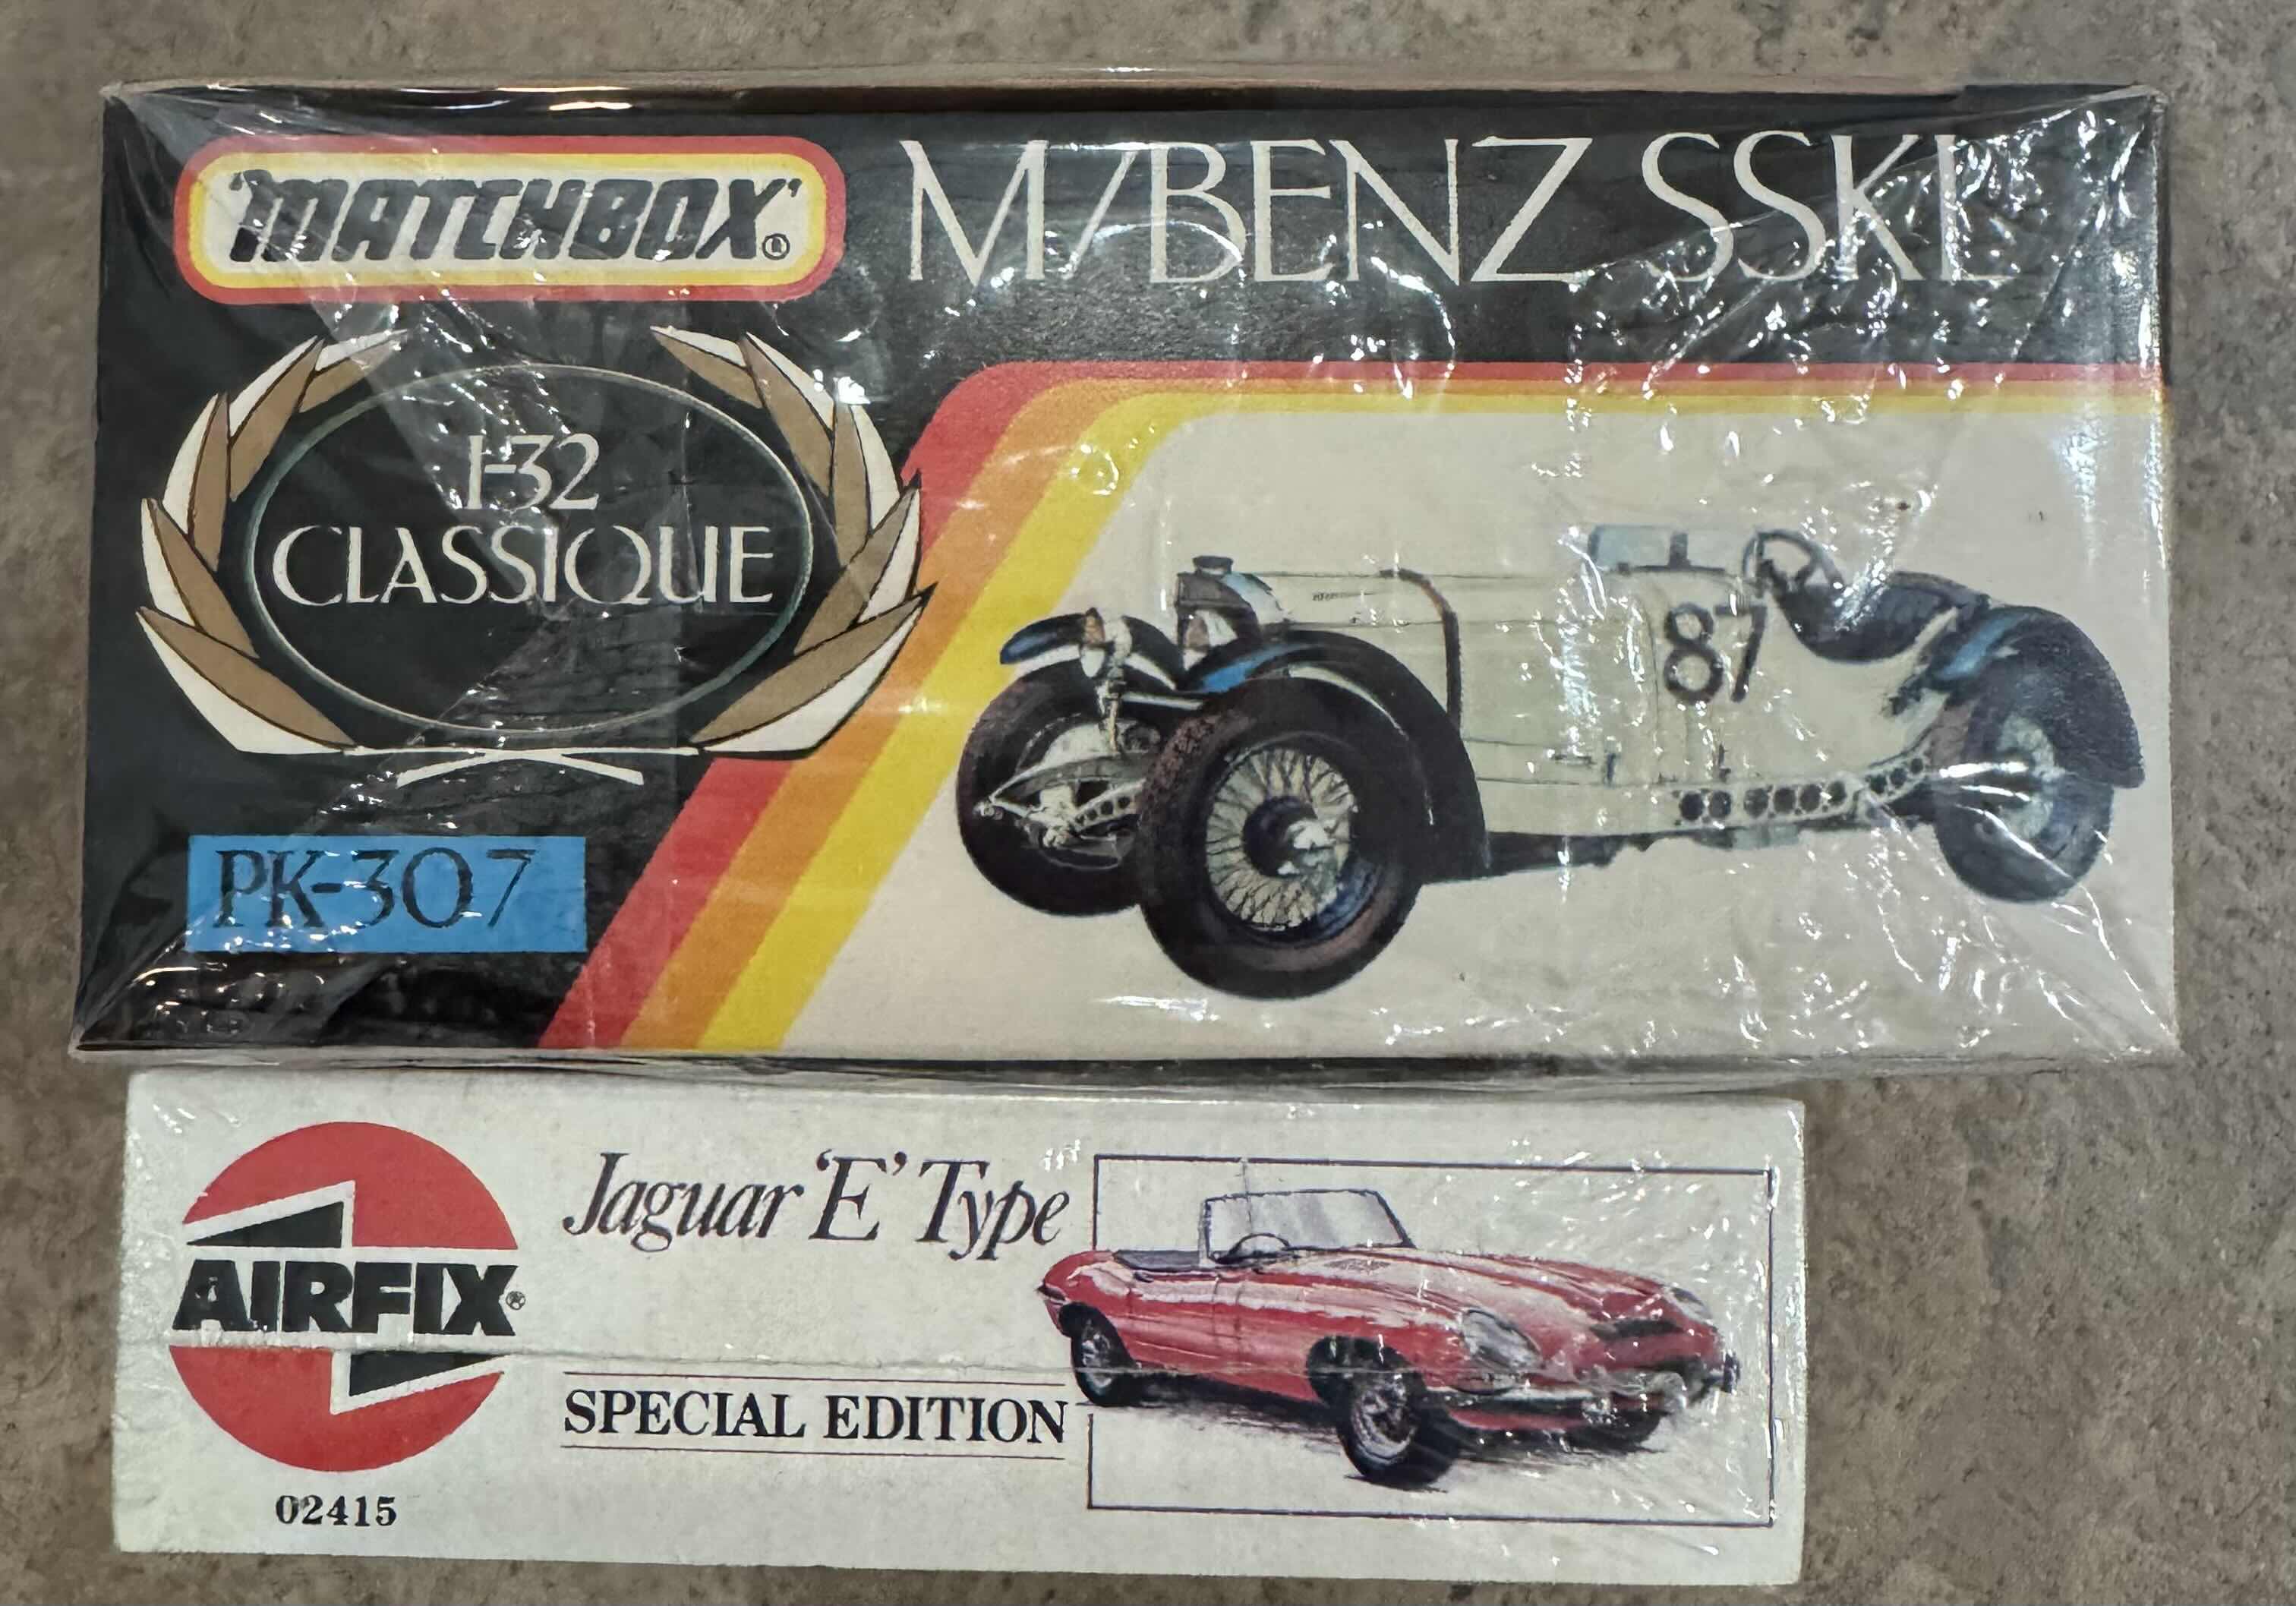 'MATCHBOX'®
M/BENZ SSKL
1-32
CLASSIQUE
87
PK-307
AIRFIX®
Jaguar 'E' Type
SPECIAL EDITION
02415